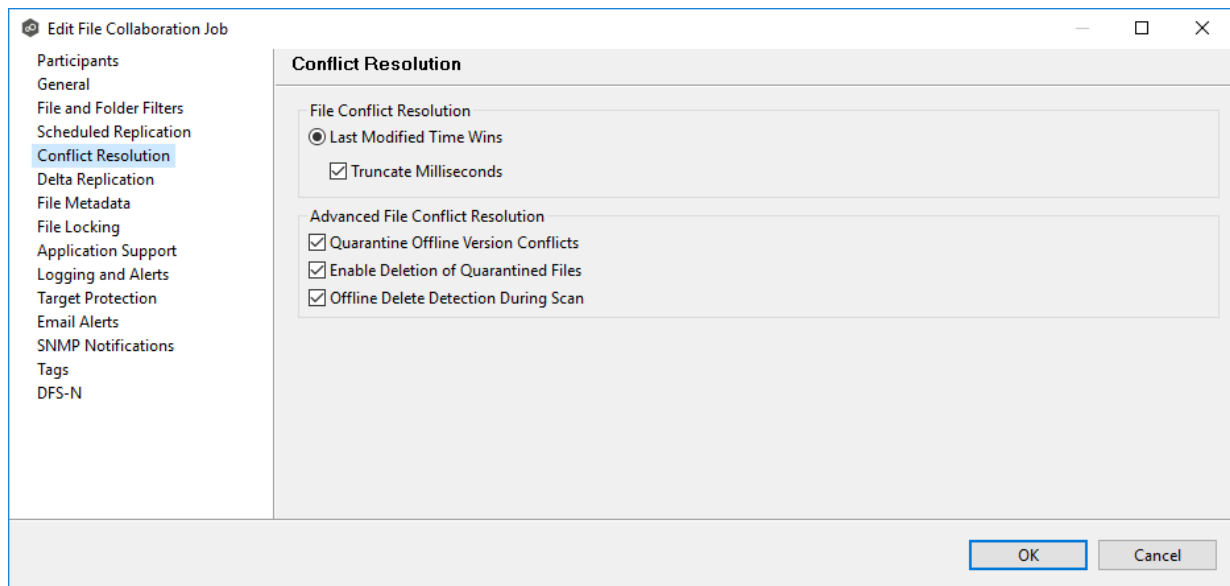 Edit File Collaboration Job
Participants
General
File and Folder Filters
Scheduled Replication
Conflict Resolution
Delta Replication
File Metadata
File Locking
Application Support
Logging and Alerts
Target Protection
Email Alerts
SNMP Notifications
Tags
DFS-N
Conflict Resolution
File Conflict Resolution
Last Modified Time Wins
Truncate Milliseconds
Advanced File Conflict Resolution
Quarantine Offline Version Conflicts
Enable Deletion of Quarantined Files
Offline Delete Detection During Scan
OK
Cancel